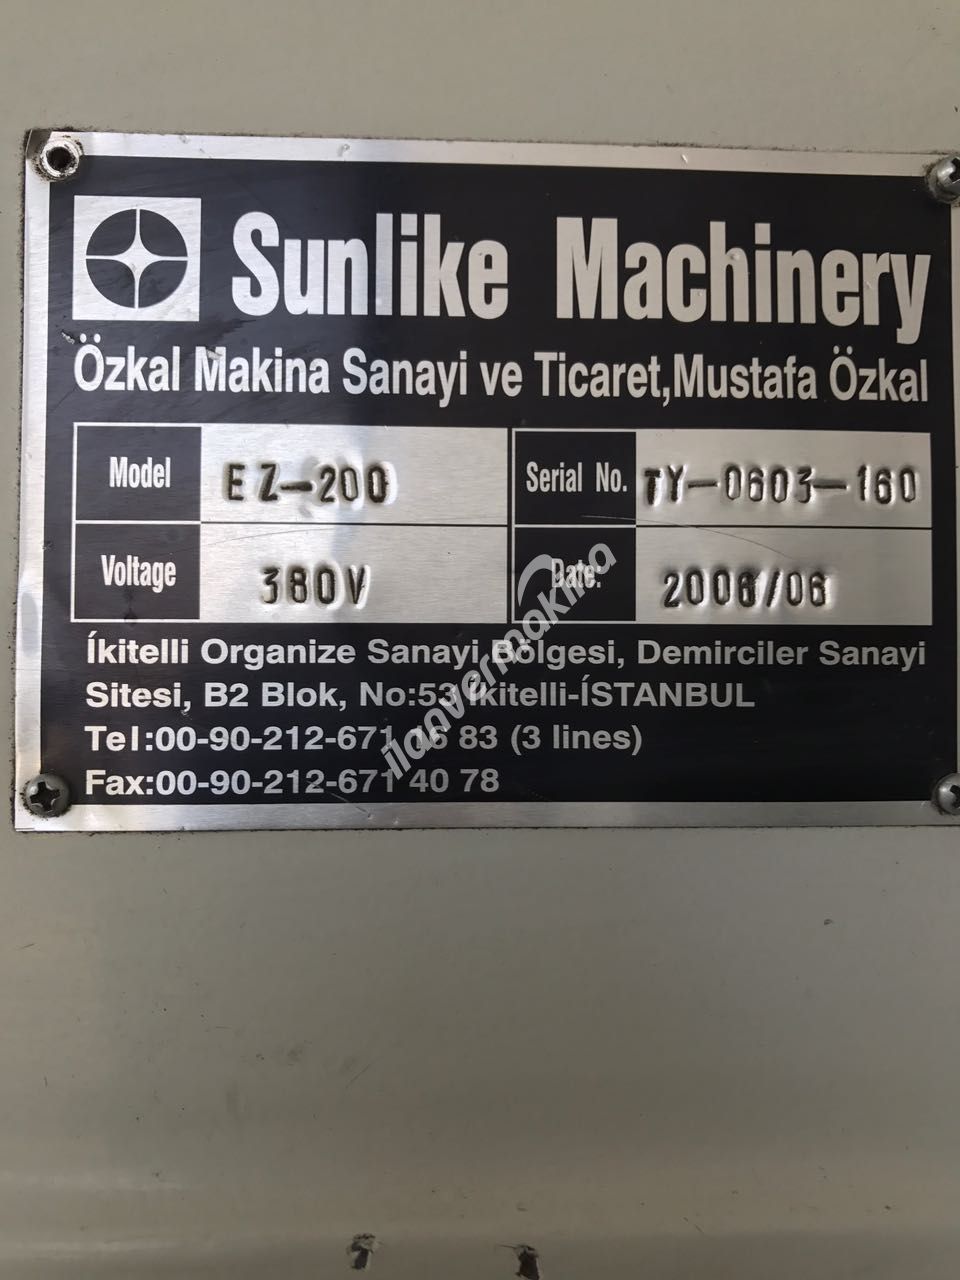 Sunlike Machinery
Özkal Makina Sanayi ve Ticaret,Mustafa Özkal
Model EZ-200 Serial No. TY-0603-160
Voltage 380V Date: 2006/06
İkitelli Organize Sanayi Bölgesi, Demirciler Sanayi
Sitesi, B2 Blok, No:53 İkitelli-İSTANBUL
Tel:00-90-212-671 16 83 (3 lines)
Fax:00-90-212-671 40 78
ilanvermakina